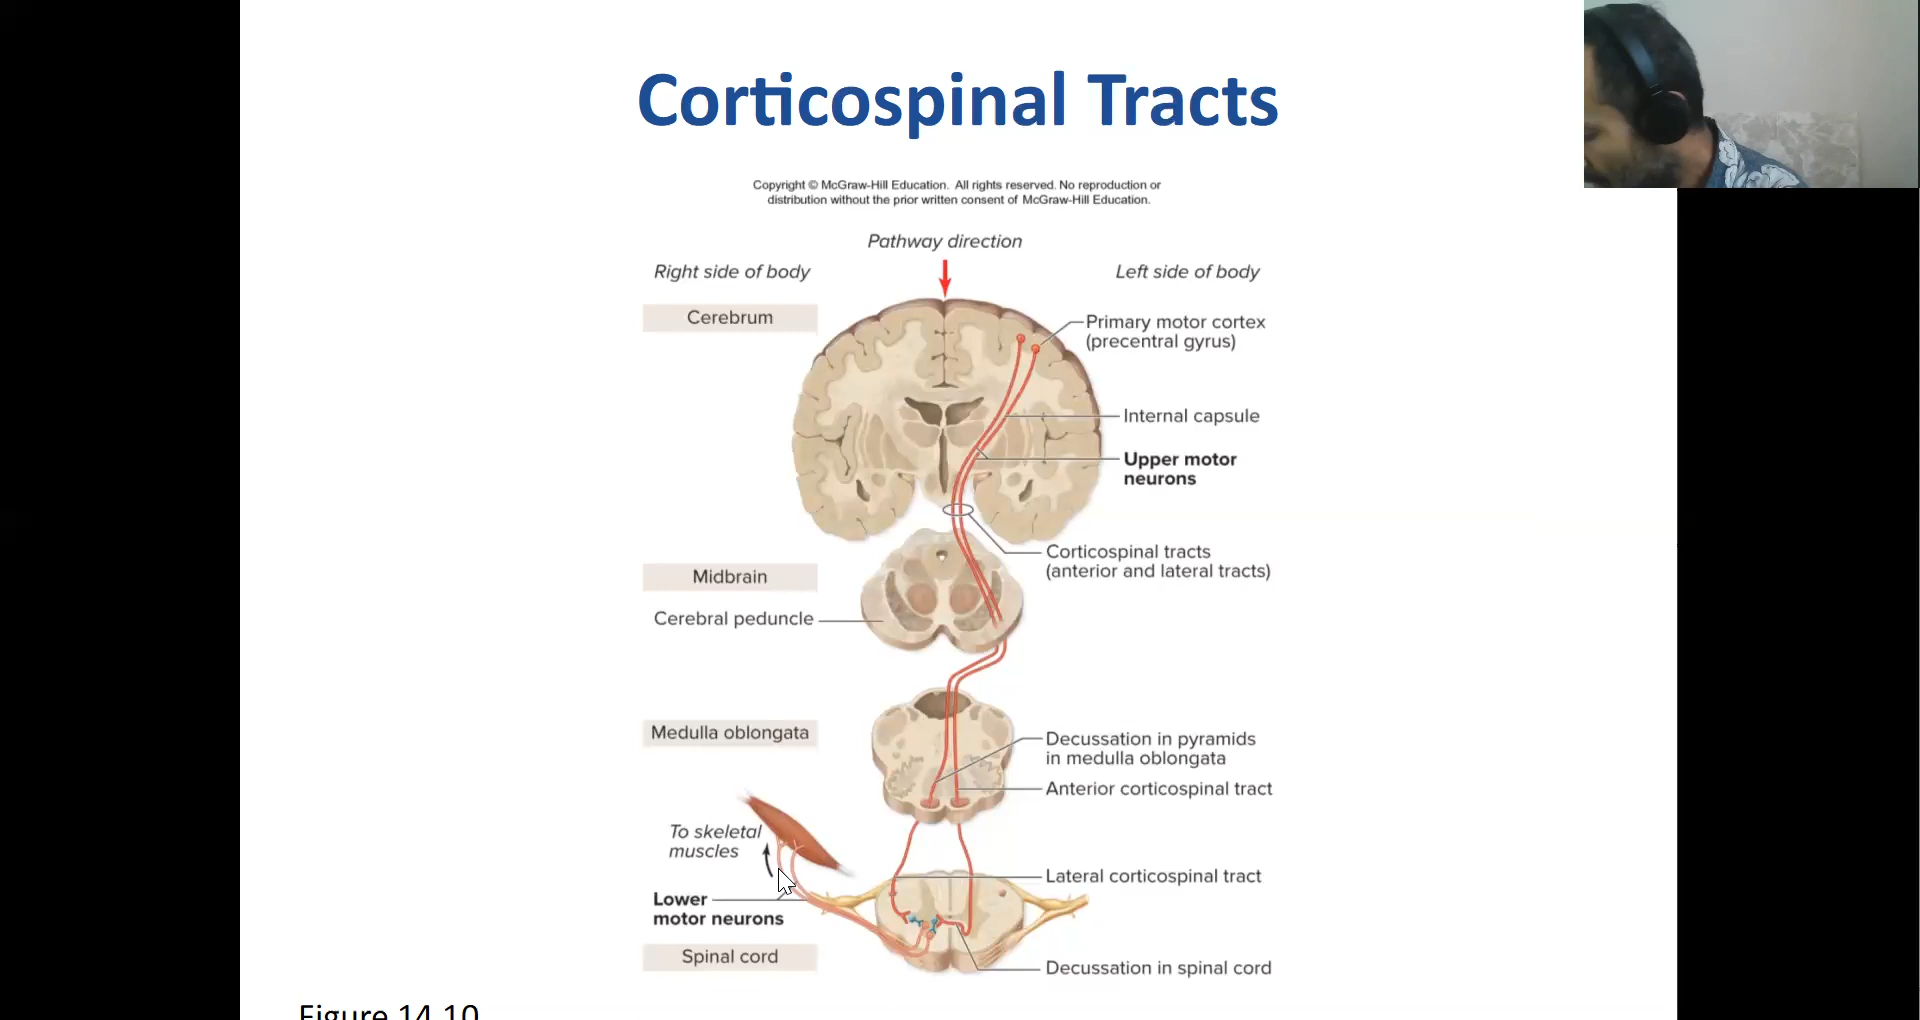 Corticospinal Tracts
Copyright © McGraw-Hill Education. All rights reserved. No reproduction or
distribution without the prior written consent of McGraw-Hill Education.
Pathway direction
Right side of body
Left side of body
Cerebrum
Primary motor cortex
(precentral gyrus)
Internal capsule
Upper motor
neurons
Corticospinal tracts
(anterior and lateral tracts)
Midbrain
Cerebral peduncle
Medulla oblongata
Decussation in pyramids
in medulla oblongata
Anterior corticospinal tract
To skeletal
muscles
Lateral corticospinal tract
Lower
motor neurons
Spinal cord
Decussation in spinal cord
Figure 14.10